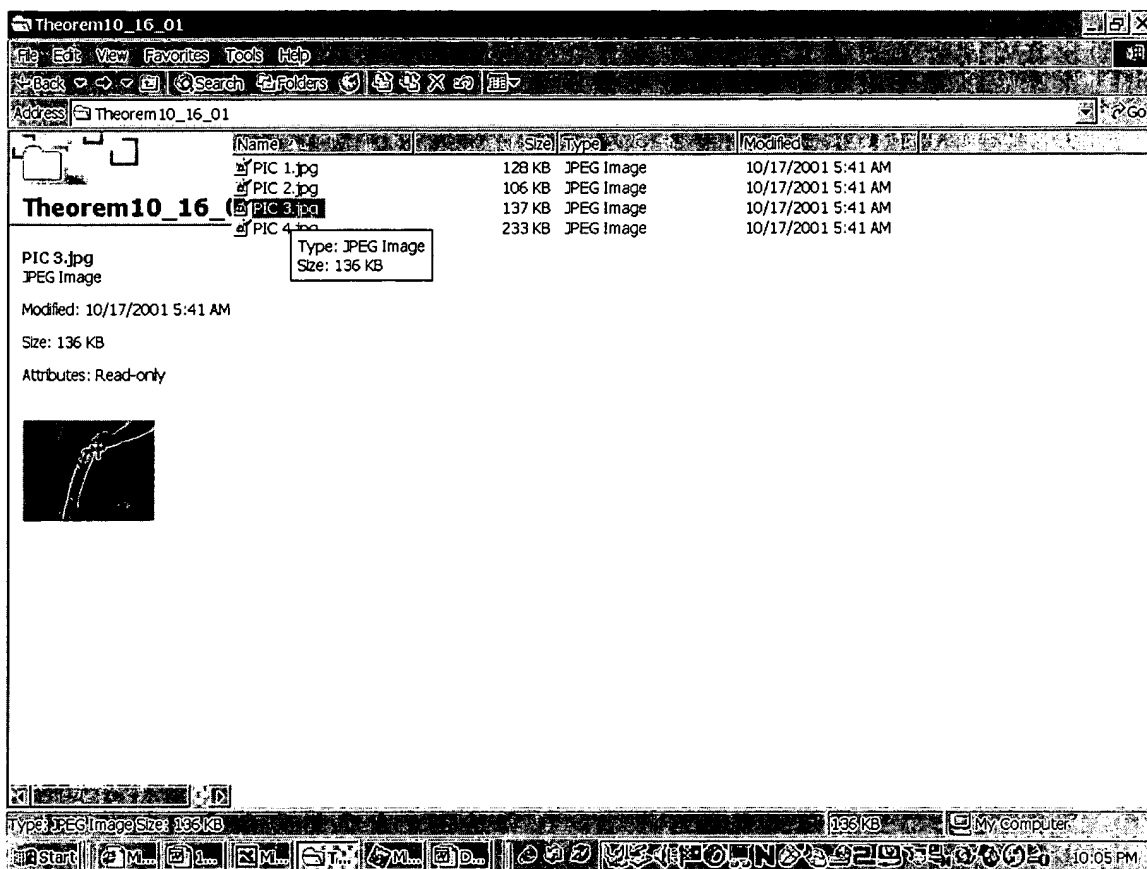 Theorem10_16_01
File Edit View Favorites Tools Help
Back Search Folders
Address Theorem10_16_01 Go
Name Size Type Modified
PIC 1.jpg 128 KB JPEG Image 10/17/2001 5:41 AM
PIC 2.jpg 106 KB JPEG Image 10/17/2001 5:41 AM
PIC 3.jpg 137 KB JPEG Image 10/17/2001 5:41 AM
PIC 4.jpg 233 KB JPEG Image 10/17/2001 5:41 AM
Type: JPEG Image
Size: 136 KB
Theorem10_16_
PIC 3.jpg
JPEG Image
Modified: 10/17/2001 5:41 AM
Size: 136 KB
Attributes: Read-only
Type: JPEG Image Size: 136 KB 136 KB My Computer
Start M... 1... M... T... M... D... 10:05 PM